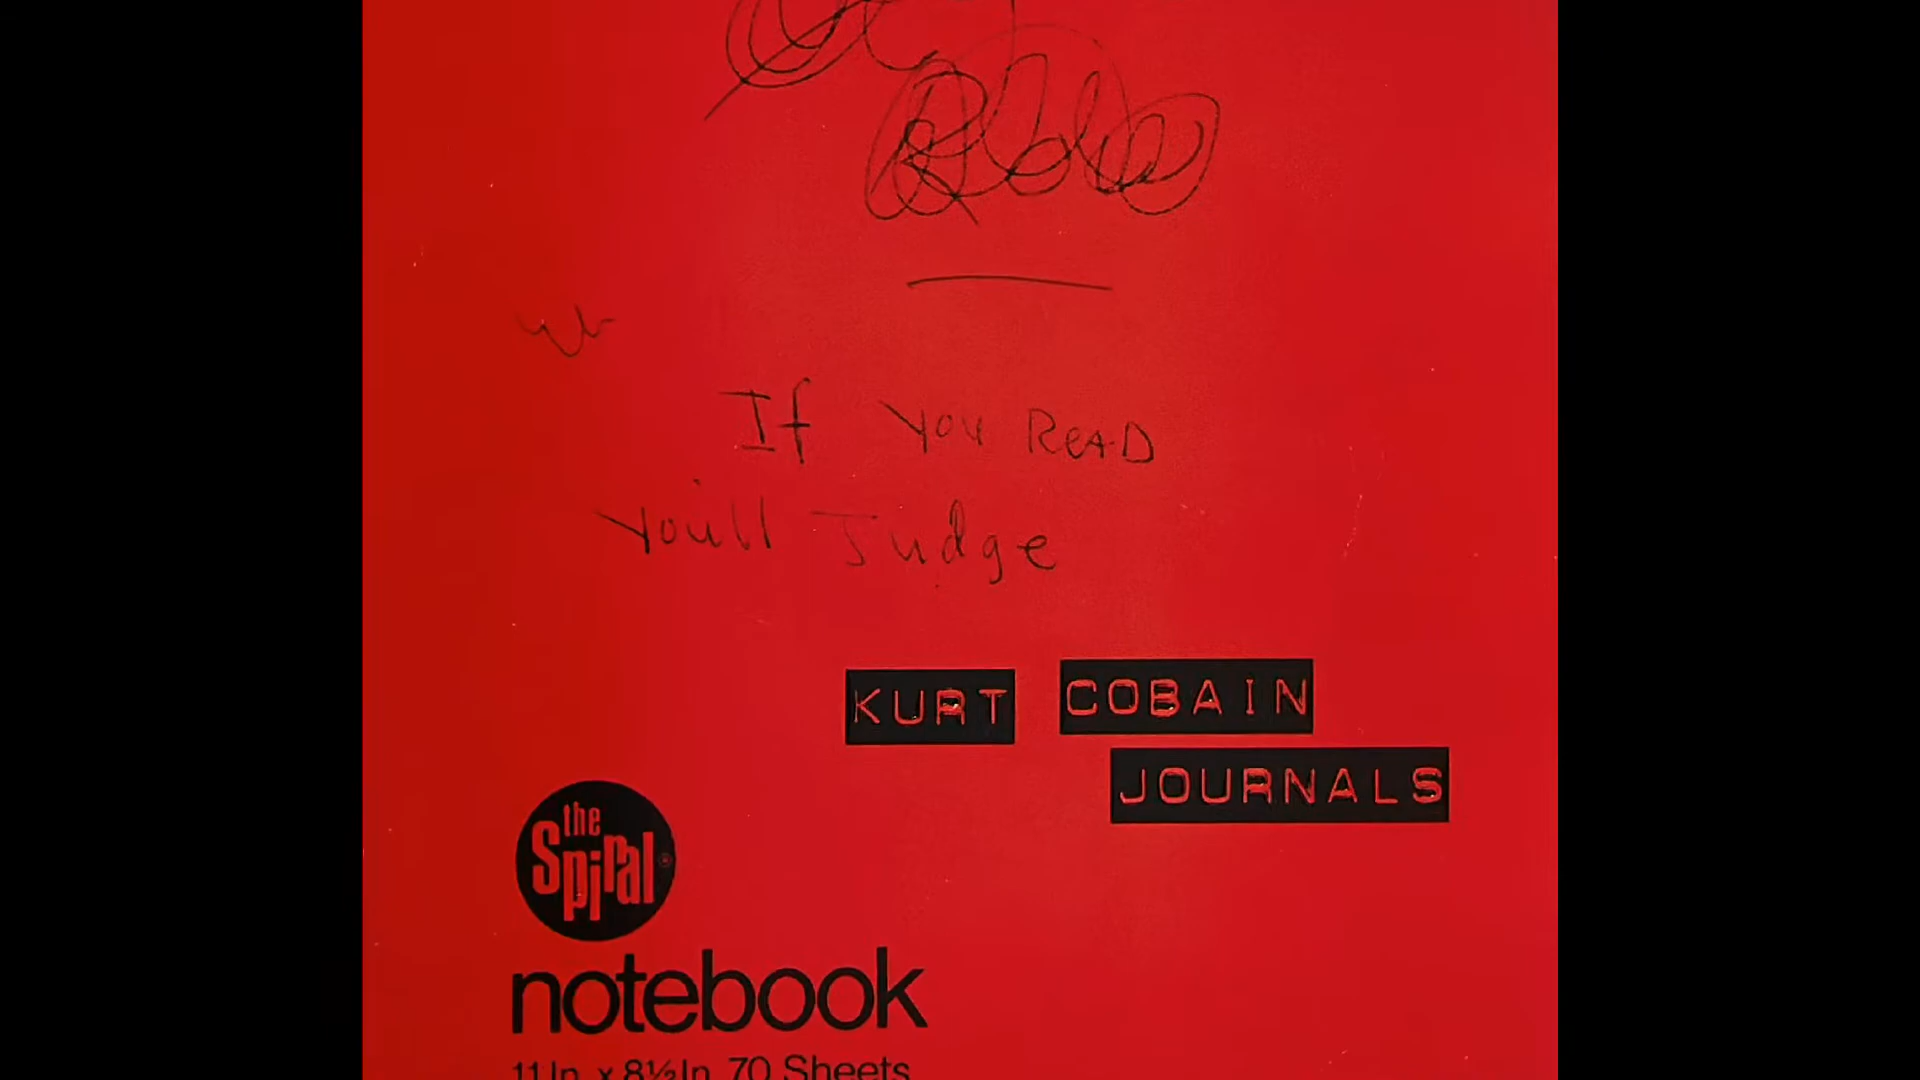 If you Read
you'll Judge
KURT COBAIN
JOURNALS
the
Spiral
notebook
11 In. x 8½ In. 70 Sheets